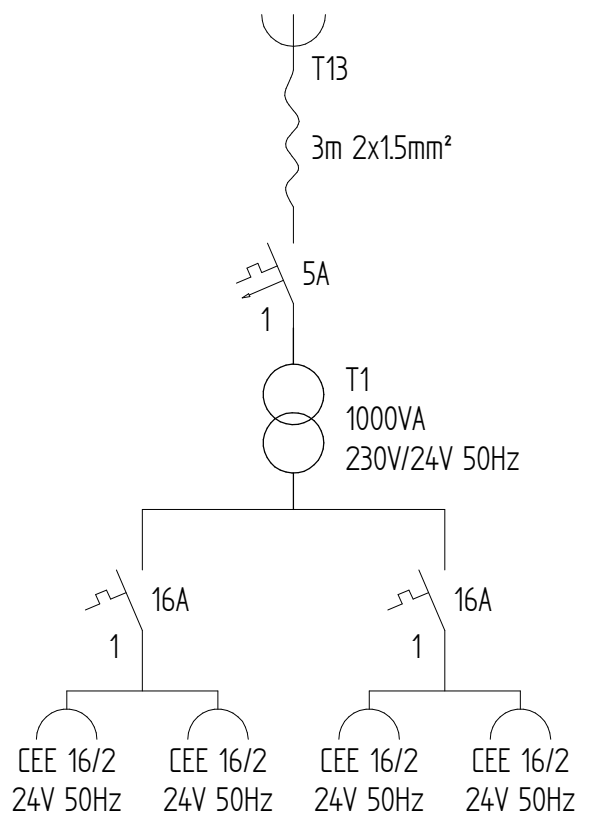 T13
3m 2x1.5mm²
5A
1
T1
1000VA
230V/24V 50Hz
16A
16A
1
1
CEE 16/2
CEE 16/2
CEE 16/2
CEE 16/2
24V 50Hz
24V 50Hz
24V 50Hz
24V 50Hz